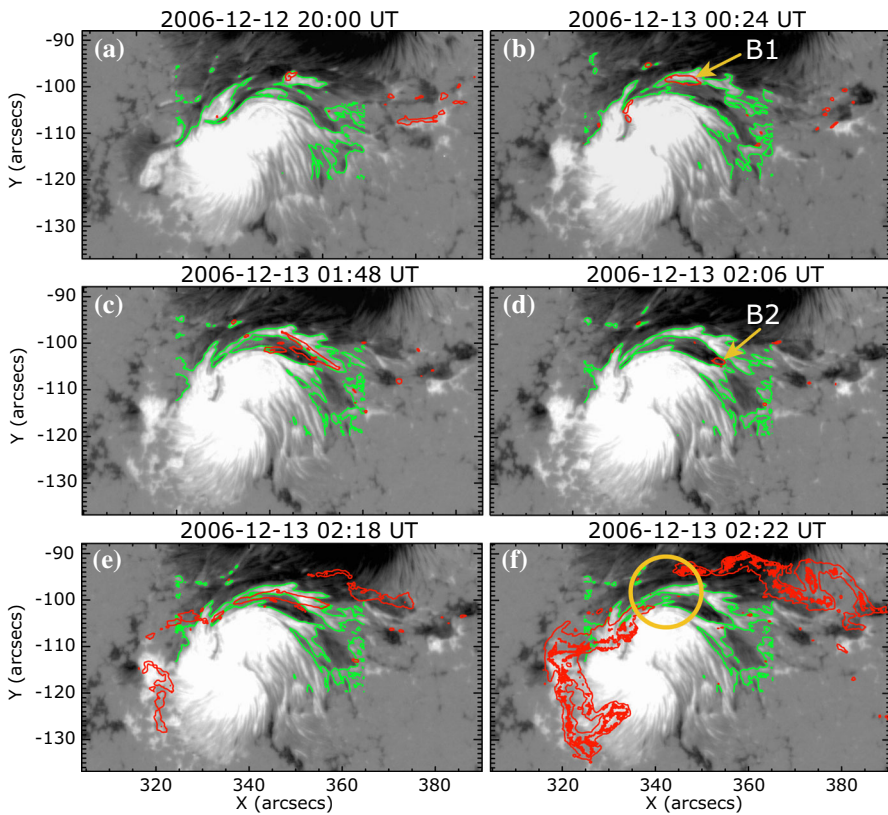 2006-12-12 20:00 UT
2006-12-13 00:24 UT
-90
-100
-110
-120
-130
Y (arcsecs)
(a)
(b)
B1
2006-12-13 01:48 UT
2006-12-13 02:06 UT
-90
-100
-110
-120
-130
Y (arcsecs)
(c)
(d)
B2
2006-12-13 02:18 UT
2006-12-13 02:22 UT
-90
-100
-110
-120
-130
Y (arcsecs)
(e)
(f)
320 340 360 380
320 340 360 380
X (arcsecs)
X (arcsecs)